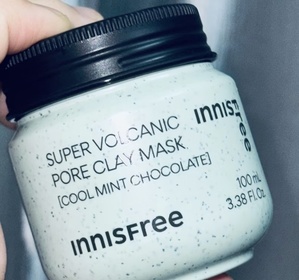 SUPER VOLCANIC
PORE CLAY MASK
[COOL MINT CHOCOLATE]
INNISFree
INNISFree
100 mL
3.38 Fl.Oz